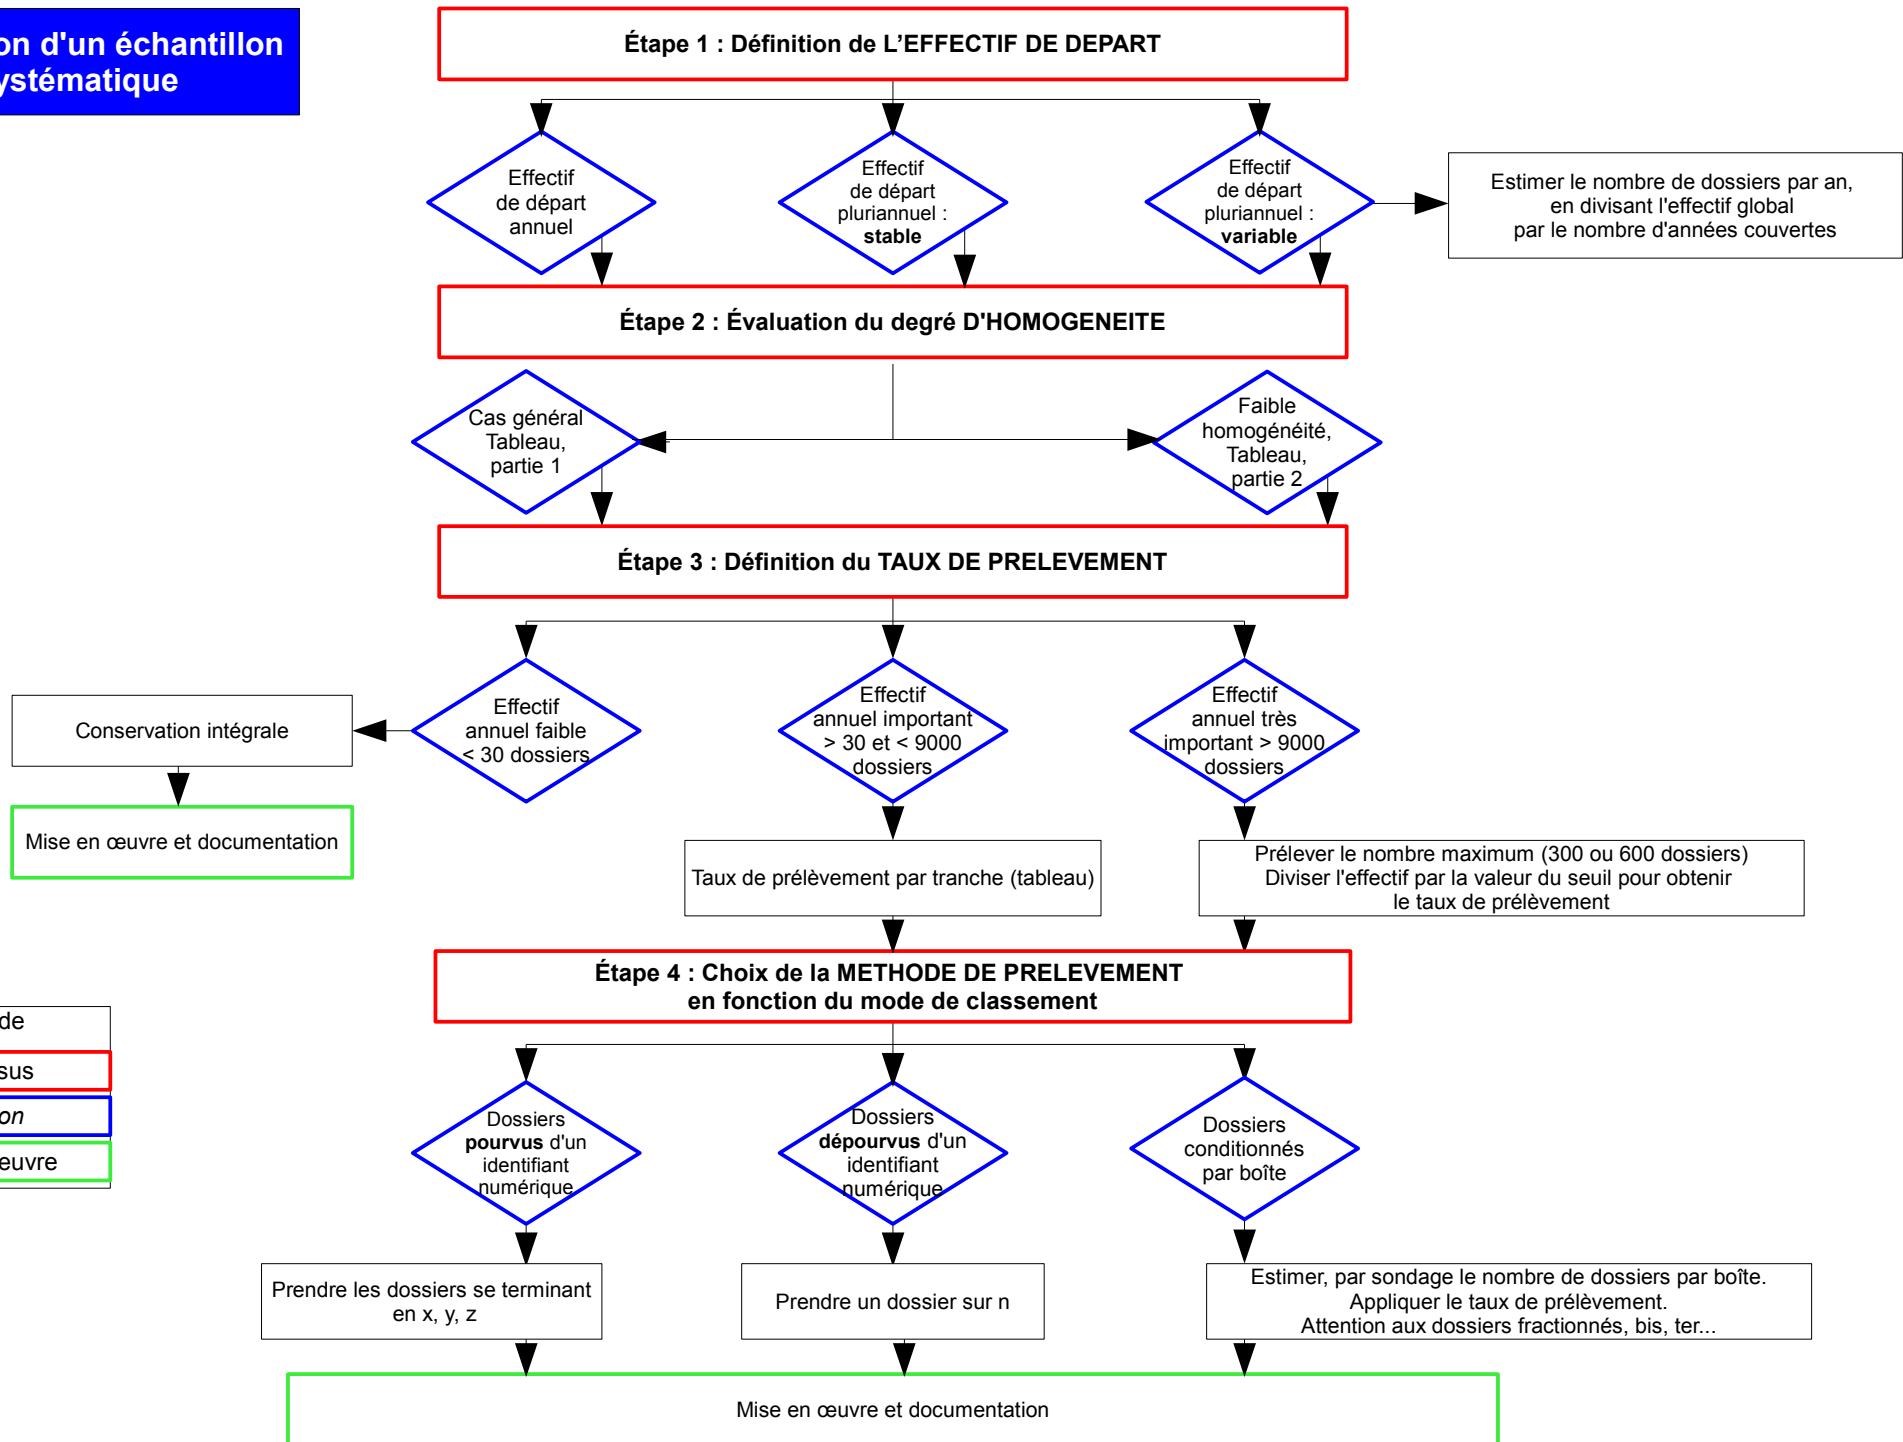 on d'un échantillon
ystématique
Étape 1 : Définition de L'EFFECTIF DE DEPART
Effectif
de départ
annuel
Effectif
de départ
pluriannuel :
stable
Effectif
de départ
pluriannuel :
variable
Estimer le nombre de dossiers par an,
en divisant l'effectif global
par le nombre d'années couvertes
Étape 2 : Évaluation du degré D'HOMOGENEITE
Cas général
Tableau,
partie 1
Faible
homogénéité,
Tableau,
partie 2
Étape 3 : Définition du TAUX DE PRELEVEMENT
Conservation intégrale
Effectif
annuel faible
< 30 dossiers
Effectif
annuel important
> 30 et < 9000
dossiers
Effectif
annuel très
important > 9000
dossiers
Mise en œuvre et documentation
Taux de prélèvement par tranche (tableau)
Prélever le nombre maximum (300 ou 600 dossiers)
Diviser l'effectif par la valeur du seuil pour obtenir
le taux de prélèvement
Étape 4 : Choix de la METHODE DE PRELEVEMENT
en fonction du mode de classement
de
sus
on
euvre
Dossiers
pourvus d'un
identifiant
numérique
Dossiers
dépourvus d'un
identifiant
numérique
Dossiers
conditionnés
par boîte
Prendre les dossiers se terminant
en x, y, z
Prendre un dossier sur n
Estimer, par sondage le nombre de dossiers par boîte.
Appliquer le taux de prélèvement.
Attention aux dossiers fractionnés, bis, ter...
Mise en œuvre et documentation